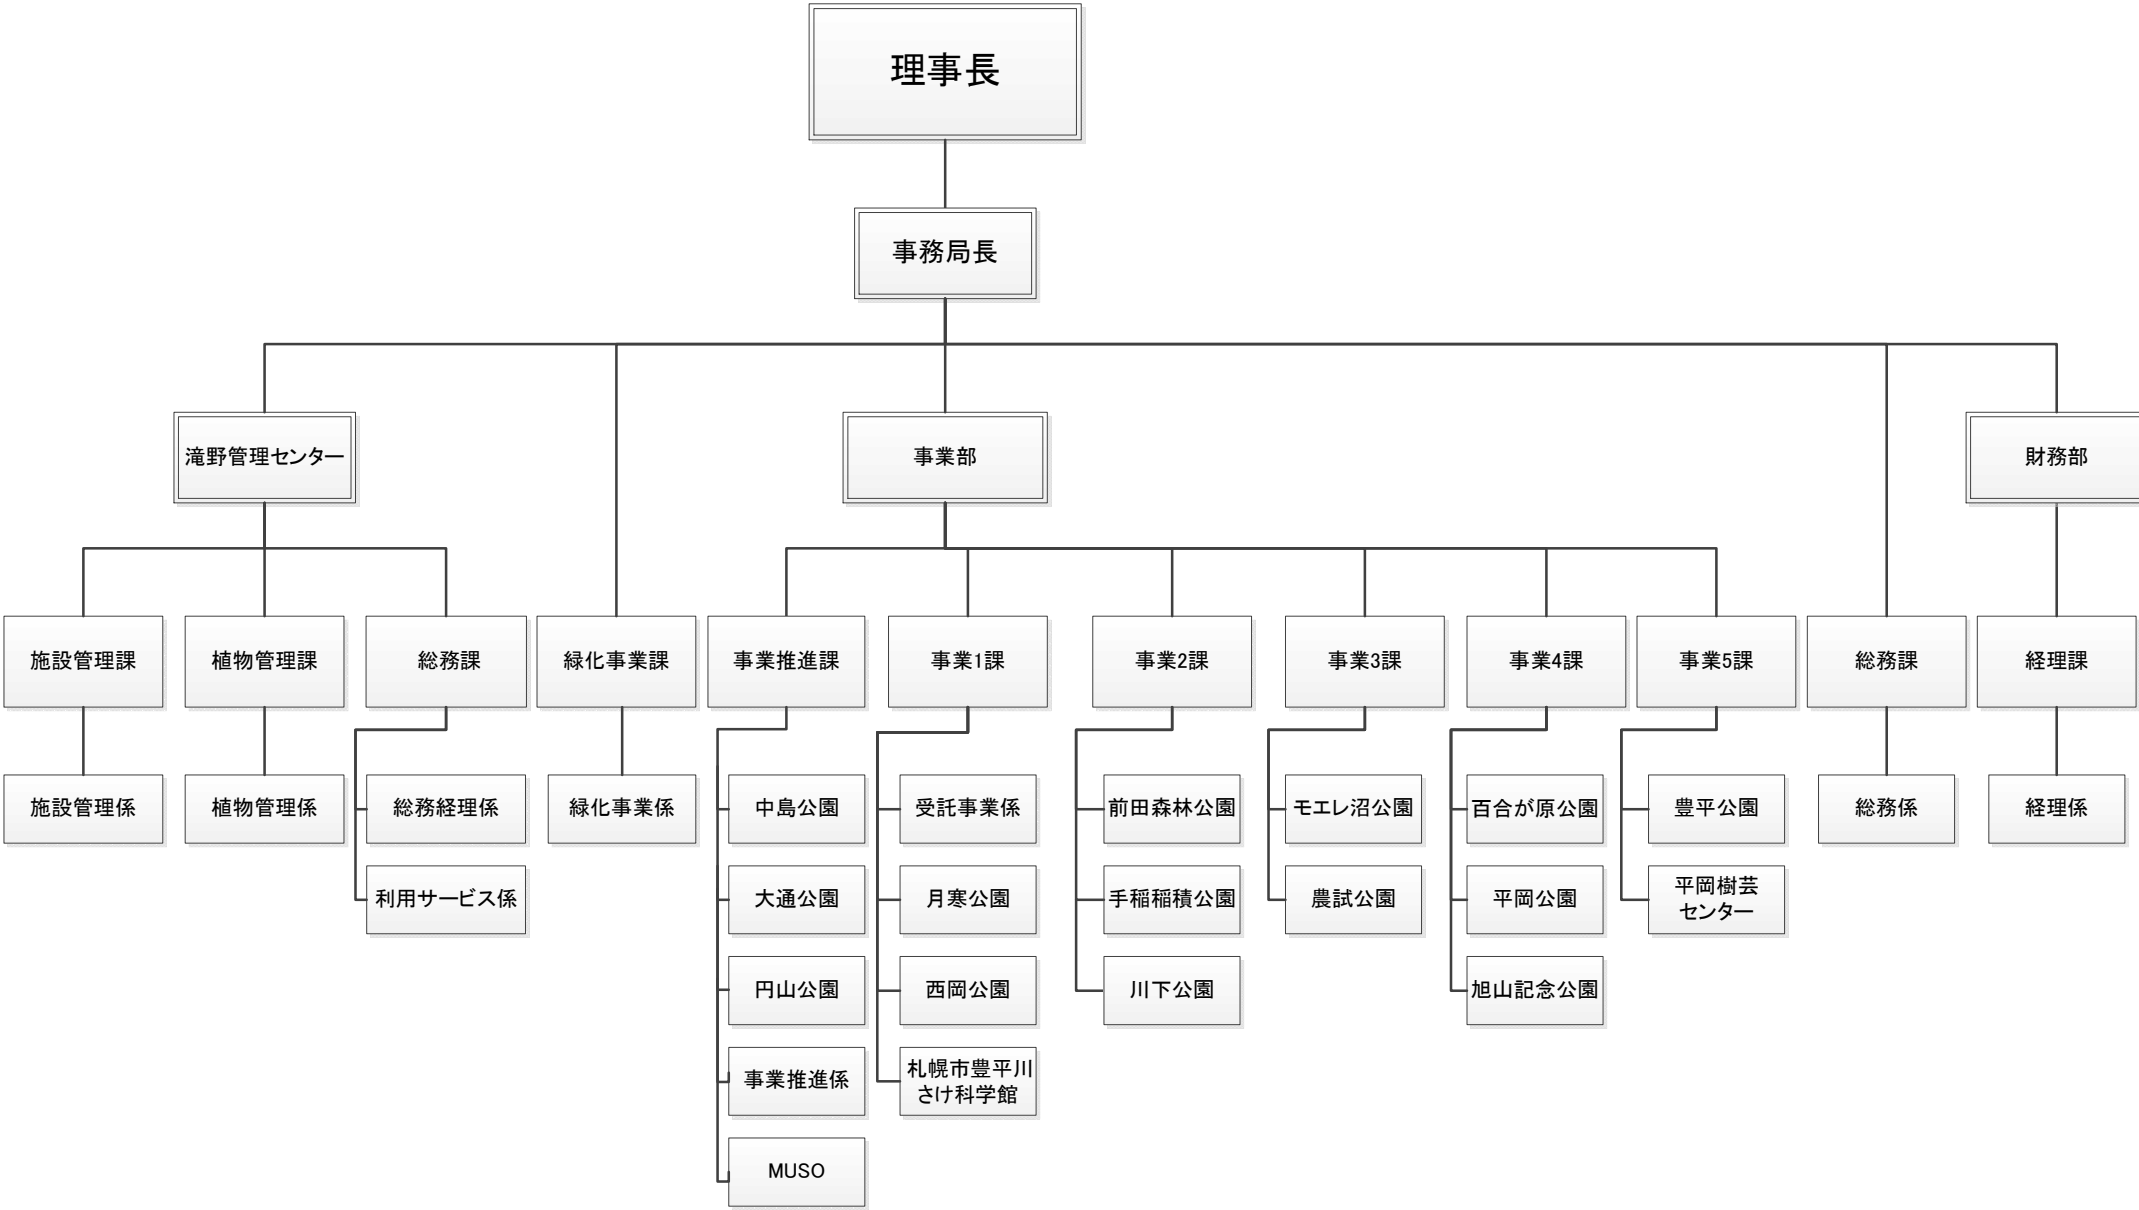 理事長
事務局長
滝野管理センター
事業部
財務部
施設管理課
植物管理課
総務課
緑化事業課
事業推進課
事業1課
事業2課
事業3課
事業4課
事業5課
総務課
経理課
施設管理係
植物管理係
総務経理係
緑化事業係
中島公園
受託事業係
前田森林公園
モエレ沼公園
百合が原公園
豊平公園
総務係
経理係
利用サービス係
大通公園
月寒公園
手稲稲積公園
農試公園
平岡公園
平岡樹芸
センター
円山公園
西岡公園
川下公園
旭山記念公園
事業推進係
札幌市豊平川
さけ科学館
MUSO